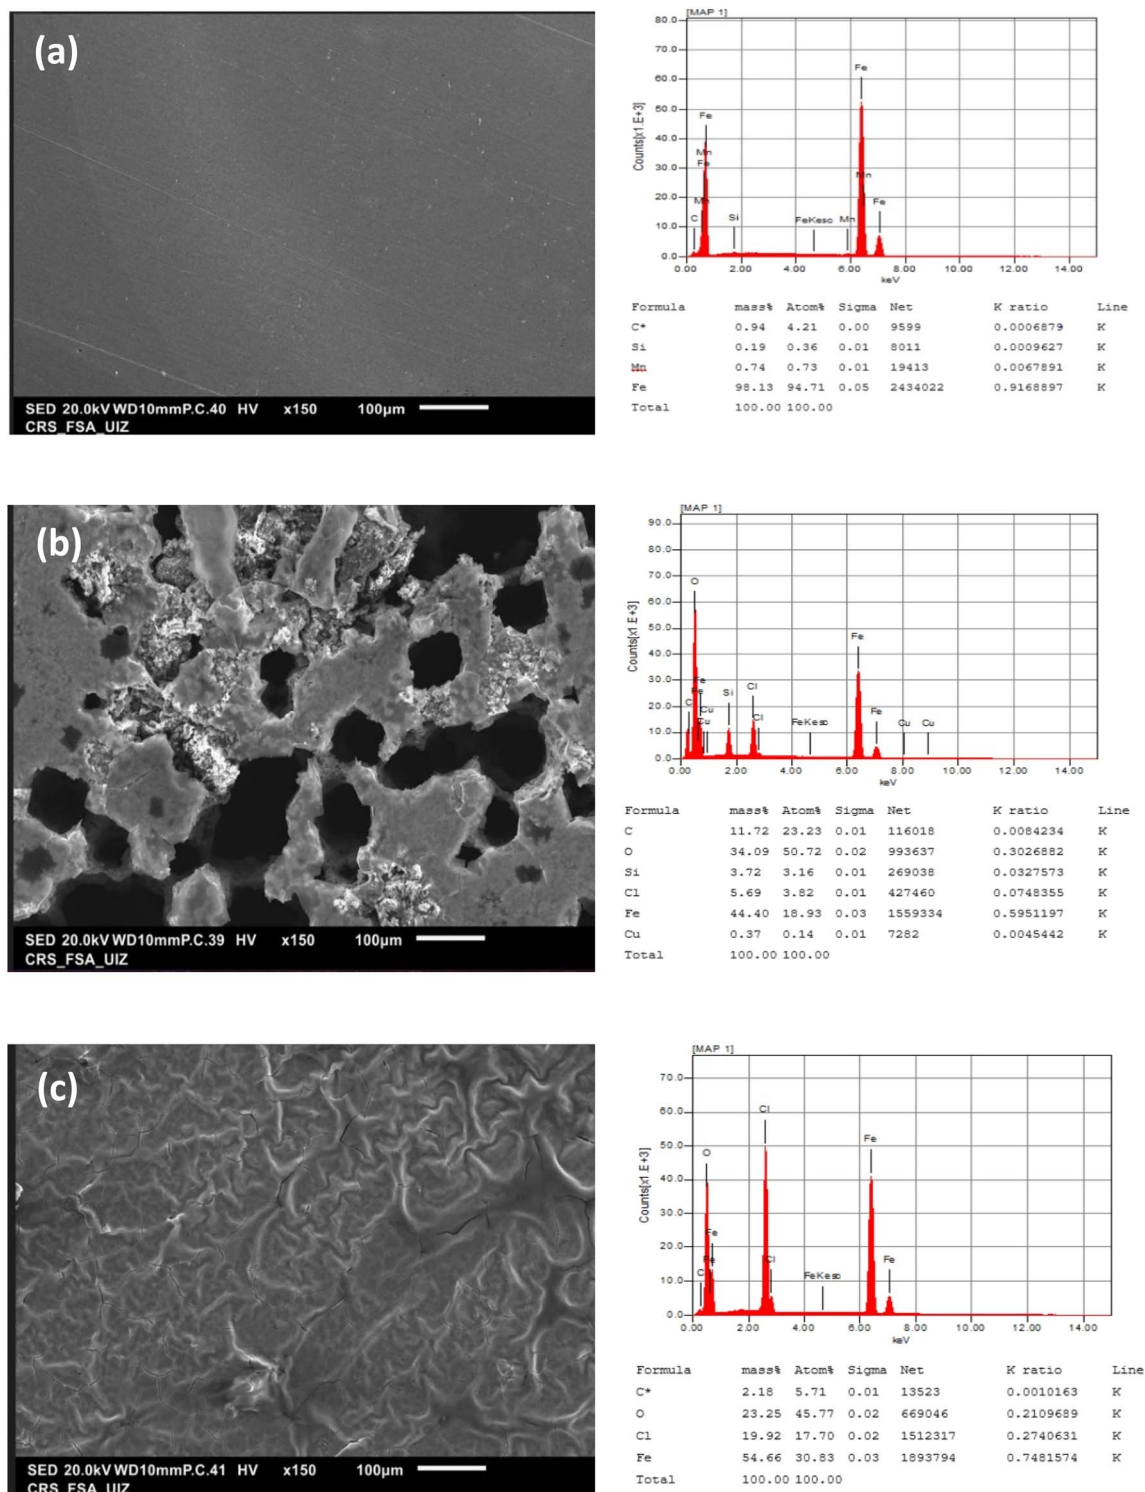 (a)
SED 20.0kV WD10mmP.C.40 HV x150 100µm
CRS_FSA_UIZ
[MAP 1]
Counts[x1.E+3]
80.0
70.0
60.0
50.0
40.0
30.0
20.0
10.0
0.0
Fe
Mn
Fe
Mn
C
Si
FeKesc
Mn
Fe
Mn
Fe
0.00 2.00 4.00 6.00 8.00 10.00 12.00 14.00
keV
Formula mass% Atom% Sigma Net K ratio Line
C* 0.94 4.21 0.00 9599 0.0006879 K
Si 0.19 0.36 0.01 8011 0.0009627 K
Mn 0.74 0.73 0.01 19413 0.0067891 K
Fe 98.13 94.71 0.05 2434022 0.9168897 K
Total 100.00 100.00
(b)
SED 20.0kV WD10mmP.C.39 HV x150 100µm
CRS_FSA_UIZ
[MAP 1]
Counts[x1.E+3]
90.0
80.0
70.0
60.0
50.0
40.0
30.0
20.0
10.0
0.0
O
Fe
Fe
C
Cu
Cu
Si
Cl
Cl
FeKesc
Fe
Fe
Cu
Cu
0.00 2.00 4.00 6.00 8.00 10.00 12.00 14.00
keV
Formula mass% Atom% Sigma Net K ratio Line
C 11.72 23.23 0.01 116018 0.0084234 K
O 34.09 50.72 0.02 993637 0.3026882 K
Si 3.72 3.16 0.01 269038 0.0327573 K
Cl 5.69 3.82 0.01 427460 0.0748355 K
Fe 44.40 18.93 0.03 1559334 0.5951197 K
Cu 0.37 0.14 0.01 7282 0.0045442 K
Total 100.00 100.00
(c)
SED 20.0kV WD10mmP.C.41 HV x150 100µm
CRS_FSA_UIZ
[MAP 1]
Counts[x1.E+3]
70.0
60.0
50.0
40.0
30.0
20.0
10.0
0.0
O
Fe
Fe
C
Cl
Cl
FeKesc
Fe
Fe
0.00 2.00 4.00 6.00 8.00 10.00 12.00 14.00
keV
Formula mass% Atom% Sigma Net K ratio Line
C* 2.18 5.71 0.01 13523 0.0010163 K
O 23.25 45.77 0.02 669046 0.2109689 K
Cl 19.92 17.70 0.02 1512317 0.2740631 K
Fe 54.66 30.83 0.03 1893794 0.7481574 K
Total 100.00 100.00